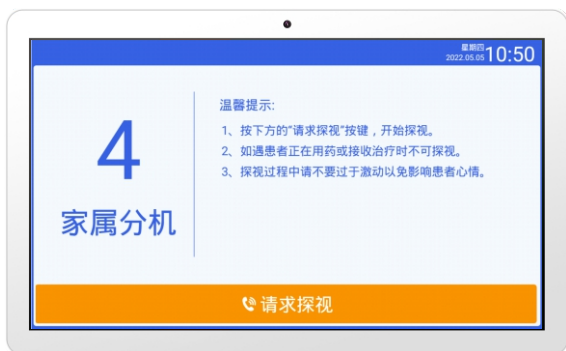 星期四
2022.05.05
10:50
4
家属分机
温馨提示:
1、按下方的“请求探视”按键，开始探视。
2、如遇患者正在用药或接收治疗时不可探视。
3、探视过程中请不要过于激动以免影响患者心情。
请求探视